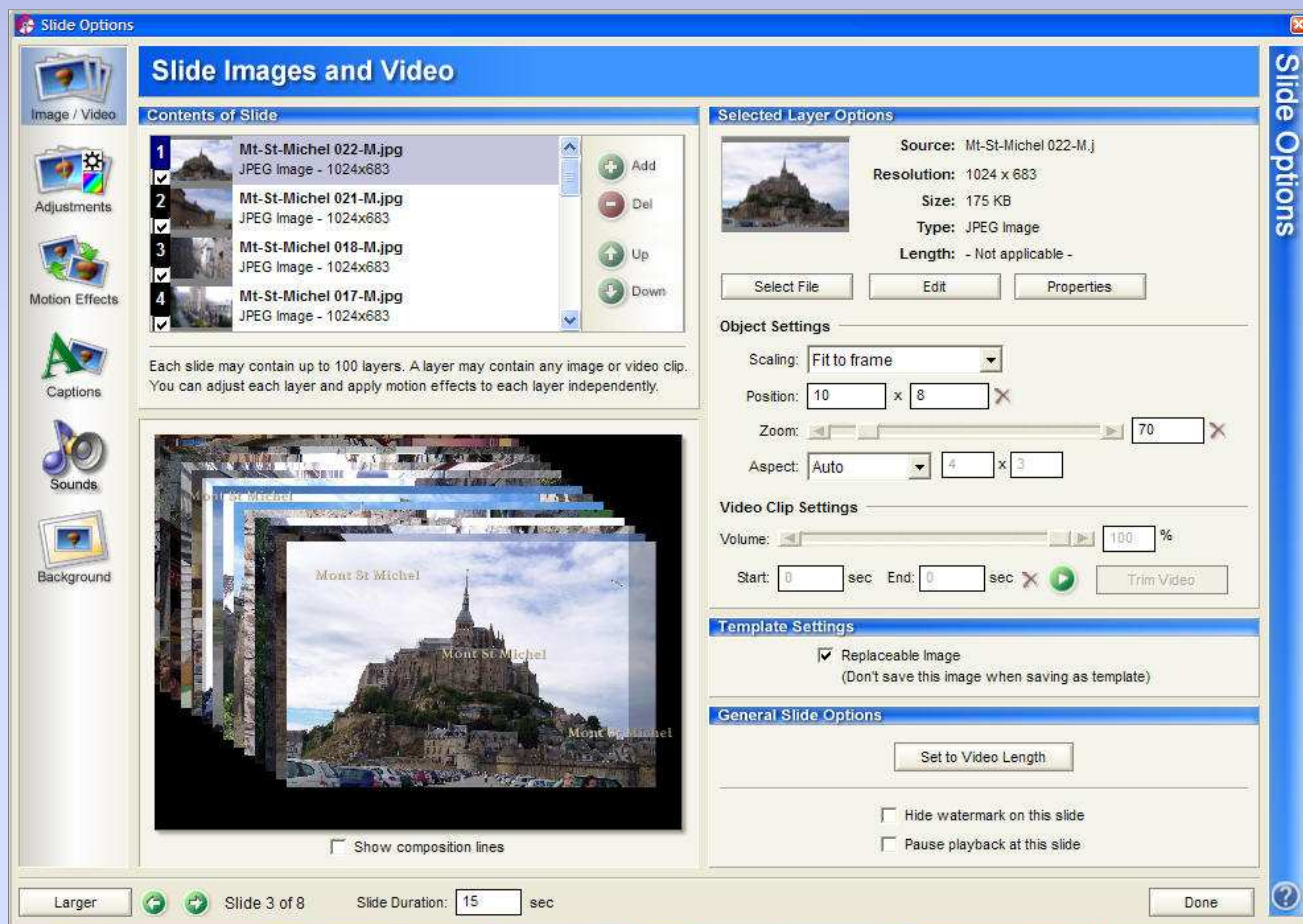 Slide Options
Image / Video
Adjustments
Motion Effects
Captions
Sounds
Background
Slide Images and Video
Contents of Slide
1
Mt-St-Michel 022-M.jpg
JPEG Image - 1024x683
2
Mt-St-Michel 021-M.jpg
JPEG Image - 1024x683
3
Mt-St-Michel 018-M.jpg
JPEG Image - 1024x683
4
Mt-St-Michel 017-M.jpg
JPEG Image - 1024x683
Add
Del
Up
Down
Each slide may contain up to 100 layers. A layer may contain any image or video clip.
You can adjust each layer and apply motion effects to each layer independently.
Mont St Michel
Mont St Michel
Mont St Michel
Mont St Michel
Show composition lines
Selected Layer Options
Source: Mt-St-Michel 022-M.j
Resolution: 1024 x 683
Size: 175 KB
Type: JPEG Image
Length: - Not applicable -
Select File Edit Properties
Object Settings
Scaling: Fit to frame
Position: 10 x 8
Zoom: 70
Aspect: Auto 4 x 3
Video Clip Settings
Volume: 100 %
Start: 0 sec End: 0 sec Trim Video
Template Settings
Replaceable Image
(Don't save this image when saving as template)
General Slide Options
Set to Video Length
Hide watermark on this slide
Pause playback at this slide
Slide Options
Larger Slide 3 of 8 Slide Duration: 15 sec Done
?